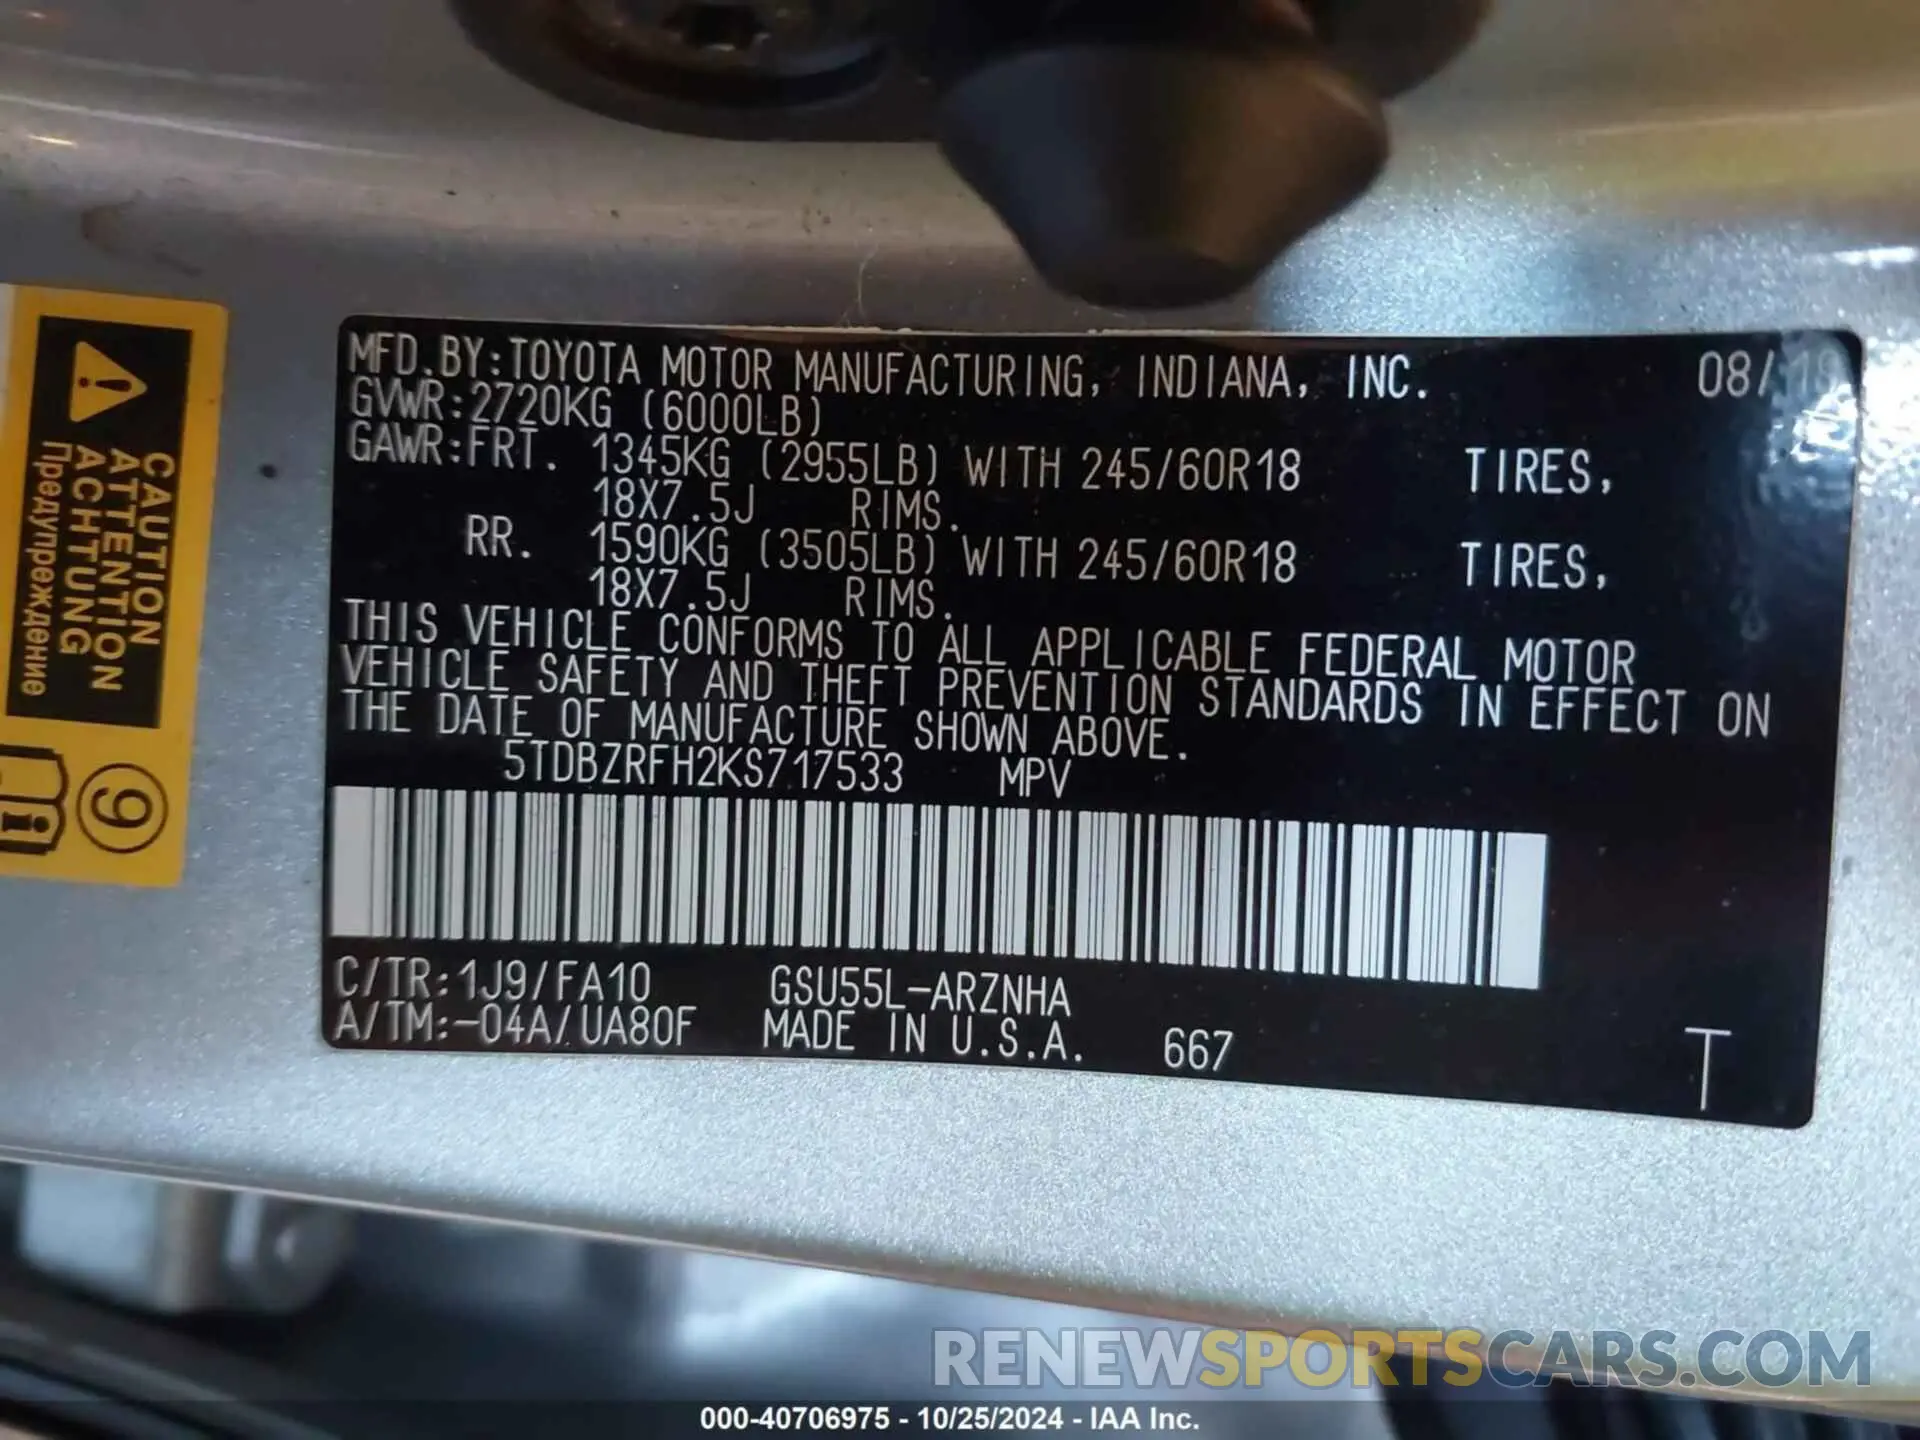 MFD.BY:TOYOTA MOTOR MANUFACTURING, INDIANA, INC. 08/19
GVWR:2720KG (6000LB)
GAWR:FRT. 1345KG (2955LB) WITH 245/60R18 TIRES,
18X7.5J RIMS.
RR. 1590KG (3505LB) WITH 245/60R18 TIRES,
18X7.5J RIMS.
THIS VEHICLE CONFORMS TO ALL APPLICABLE FEDERAL MOTOR
VEHICLE SAFETY AND THEFT PREVENTION STANDARDS IN EFFECT ON
THE DATE OF MANUFACTURE SHOWN ABOVE.
5TDBZRFH2KS717533 MPV
C/TR:1J9/FA10 GSU55L-ARZNHA
A/TM:-04A/UA80F MADE IN U.S.A. 667 T
CAUTION
ATTENTION
ACHTUNG
Предупреждение
9
RENEWSPORTSCARS.COM
000-40706975 - 10/25/2024 - IAA Inc.